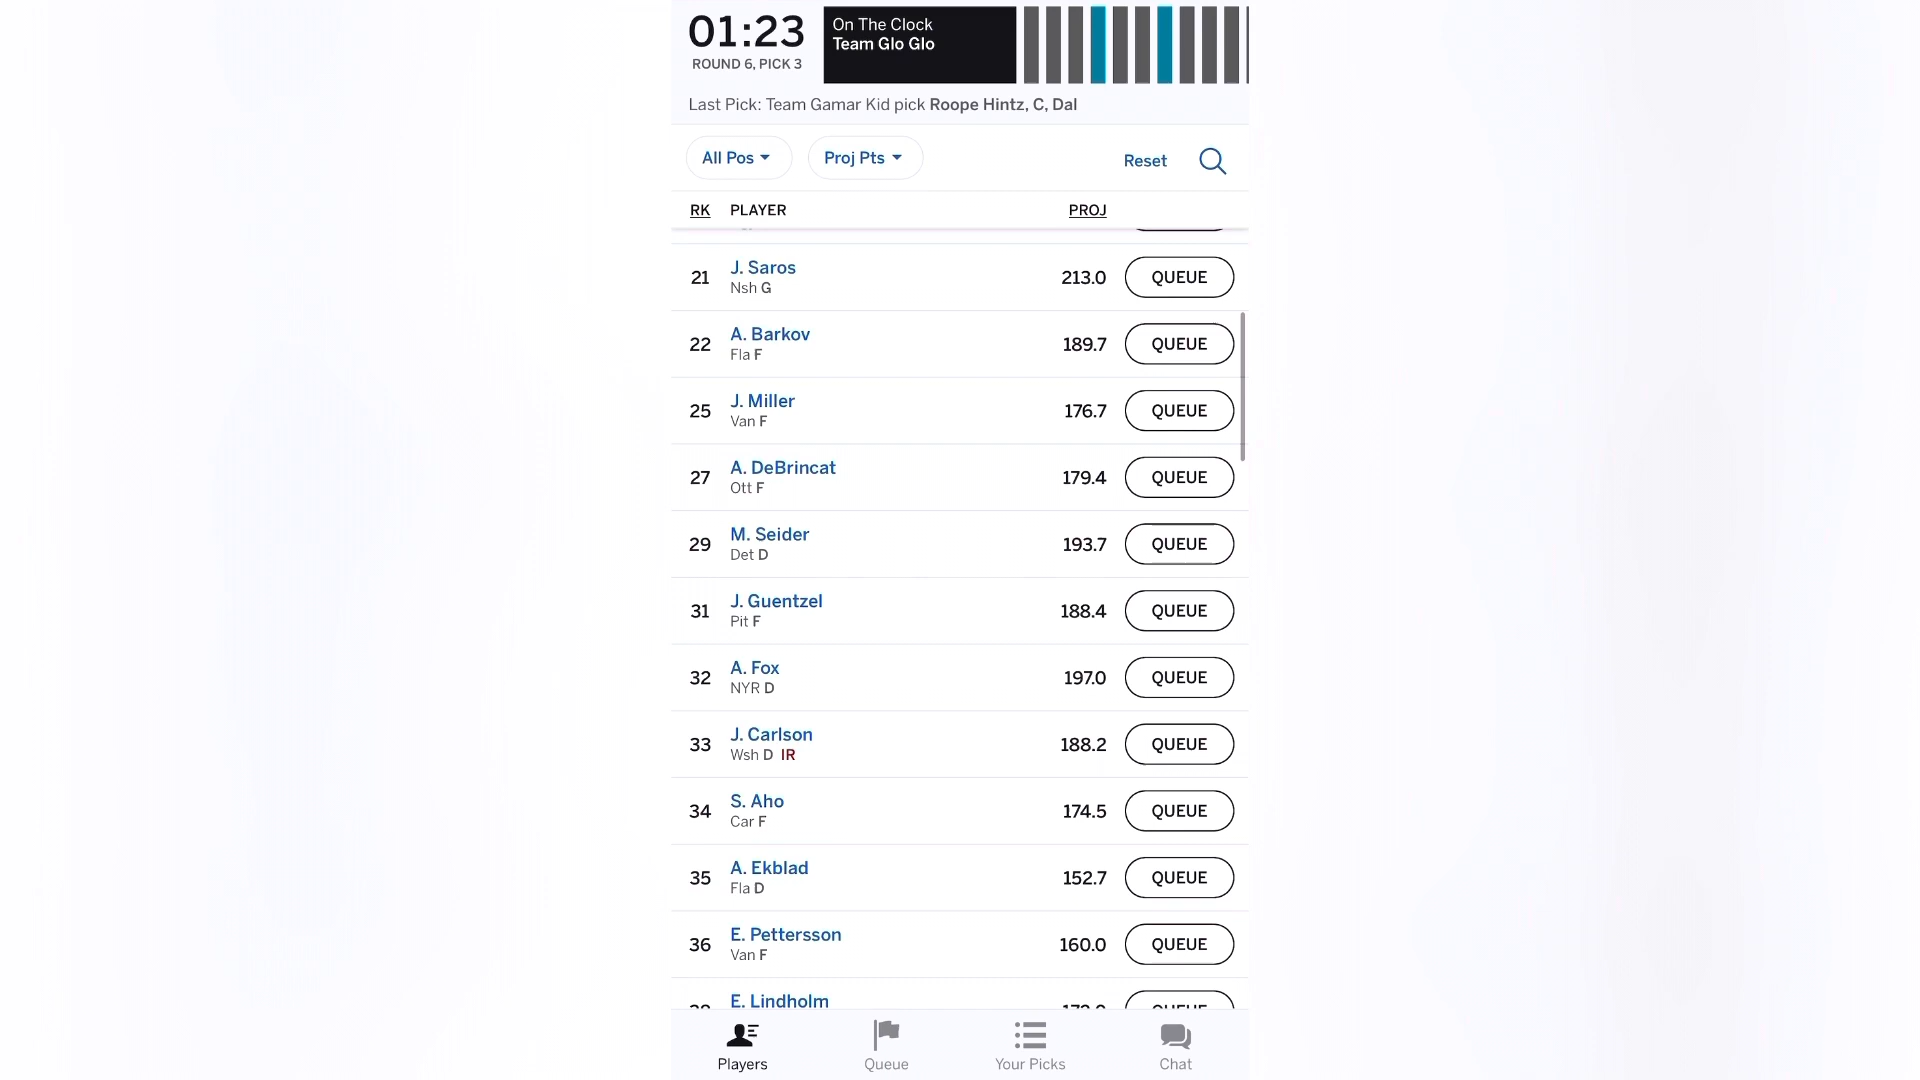 01:23
ROUND 6, PICK 3
On The Clock
Team Glo Glo
Last Pick: Team Gamar Kid pick Roope Hintz, C, Dal
All Pos
Proj Pts
Reset
RK PLAYER PROJ
21 J. Saros 213.0 QUEUE
Nsh G
22 A. Barkov 189.7 QUEUE
Fla F
25 J. Miller 176.7 QUEUE
Van F
27 A. DeBrincat 179.4 QUEUE
Ott F
29 M. Seider 193.7 QUEUE
Det D
31 J. Guentzel 188.4 QUEUE
Pit F
32 A. Fox 197.0 QUEUE
NYR D
33 J. Carlson 188.2 QUEUE
Wsh D IR
34 S. Aho 174.5 QUEUE
Car F
35 A. Ekblad 152.7 QUEUE
Fla D
36 E. Pettersson 160.0 QUEUE
Van F
E. Lindholm QUEUE
Players
Queue
Your Picks
Chat